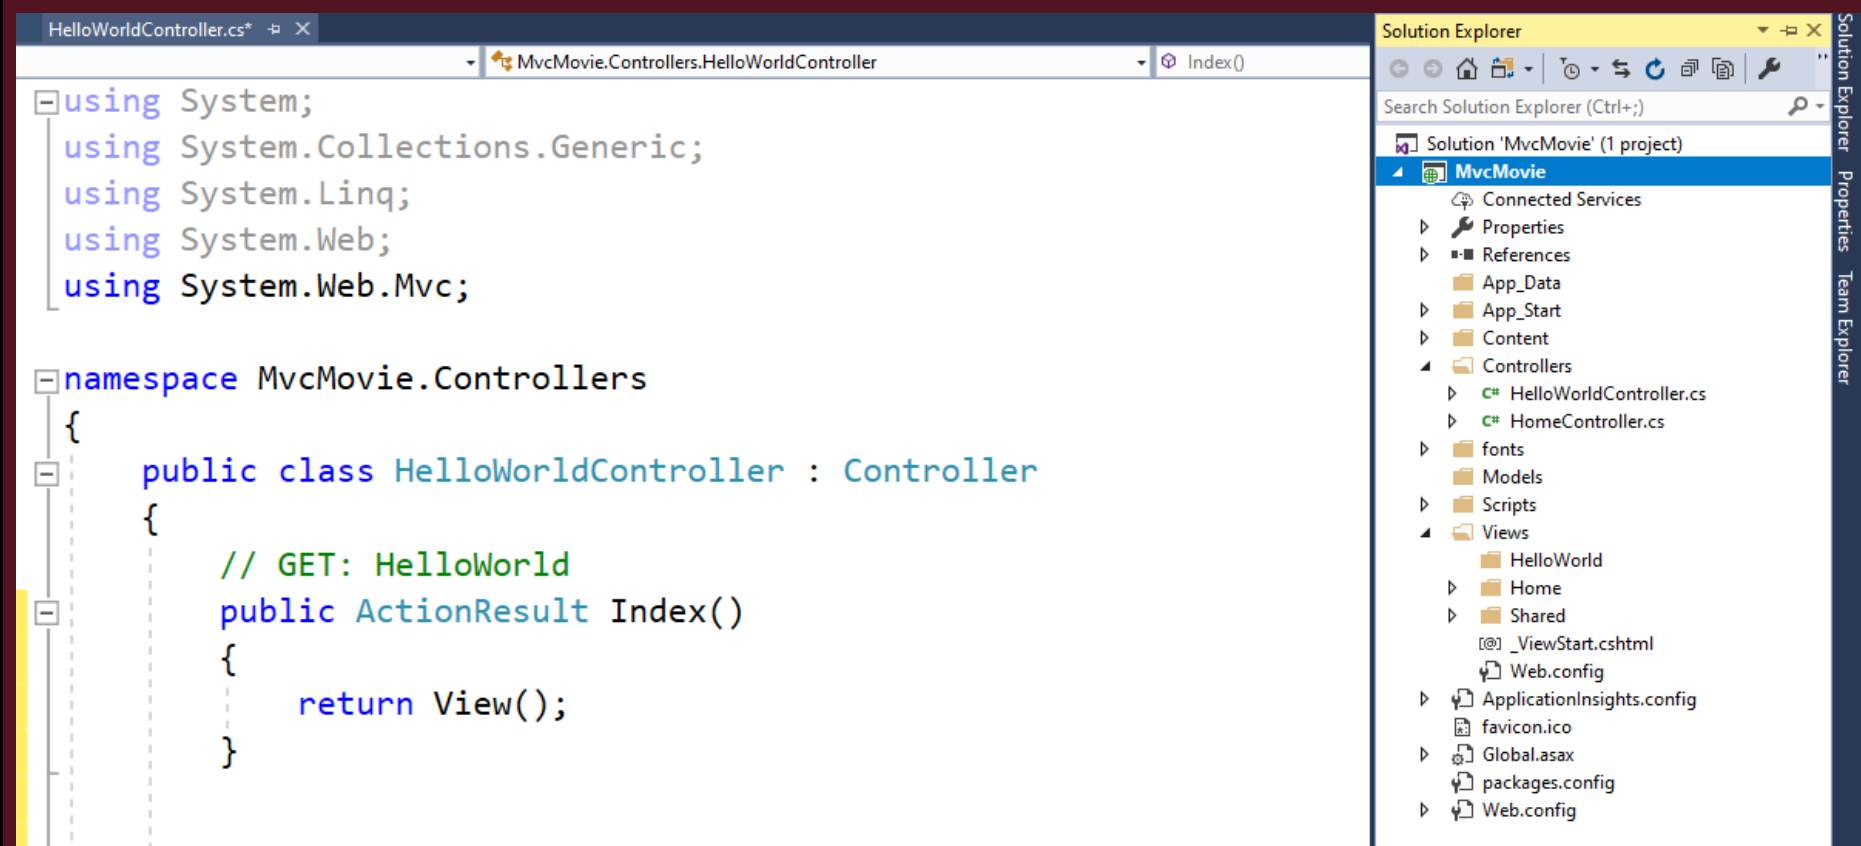 HelloWorldController.cs*
MvcMovie.Controllers.HelloWorldController
Index()
using System;
using System.Collections.Generic;
using System.Linq;
using System.Web;
using System.Web.Mvc;
namespace MvcMovie.Controllers
{
public class HelloWorldController : Controller
{
// GET: HelloWorld
public ActionResult Index()
{
return View();
}
Solution Explorer
Search Solution Explorer (Ctrl+;)
Solution 'MvcMovie' (1 project)
MvcMovie
Connected Services
Properties
References
App_Data
App_Start
Content
Controllers
C# HelloWorldController.cs
C# HomeController.cs
fonts
Models
Scripts
Views
HelloWorld
Home
Shared
[@] _ViewStart.cshtml
Web.config
ApplicationInsights.config
favicon.ico
Global.asax
packages.config
Web.config
Solution Explorer
Properties
Team Explorer